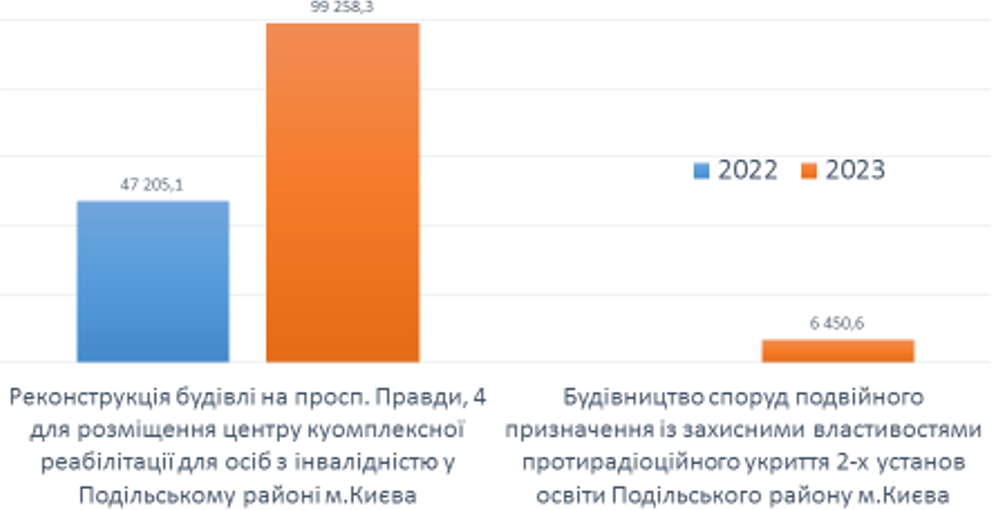 99 258,3
47 205,1
2022 2023
6 450,6
Реконструкція будівлі на просп. Правди, 4
для розміщення центру куомплексної
реабілітації для осіб з інвалідністю у
Подільському районі м.Києва
Будівництво споруд подвійного
призначення із захисними властивостями
протирадіоційного укриття 2-х установ
освіти Подільського району м.Києва